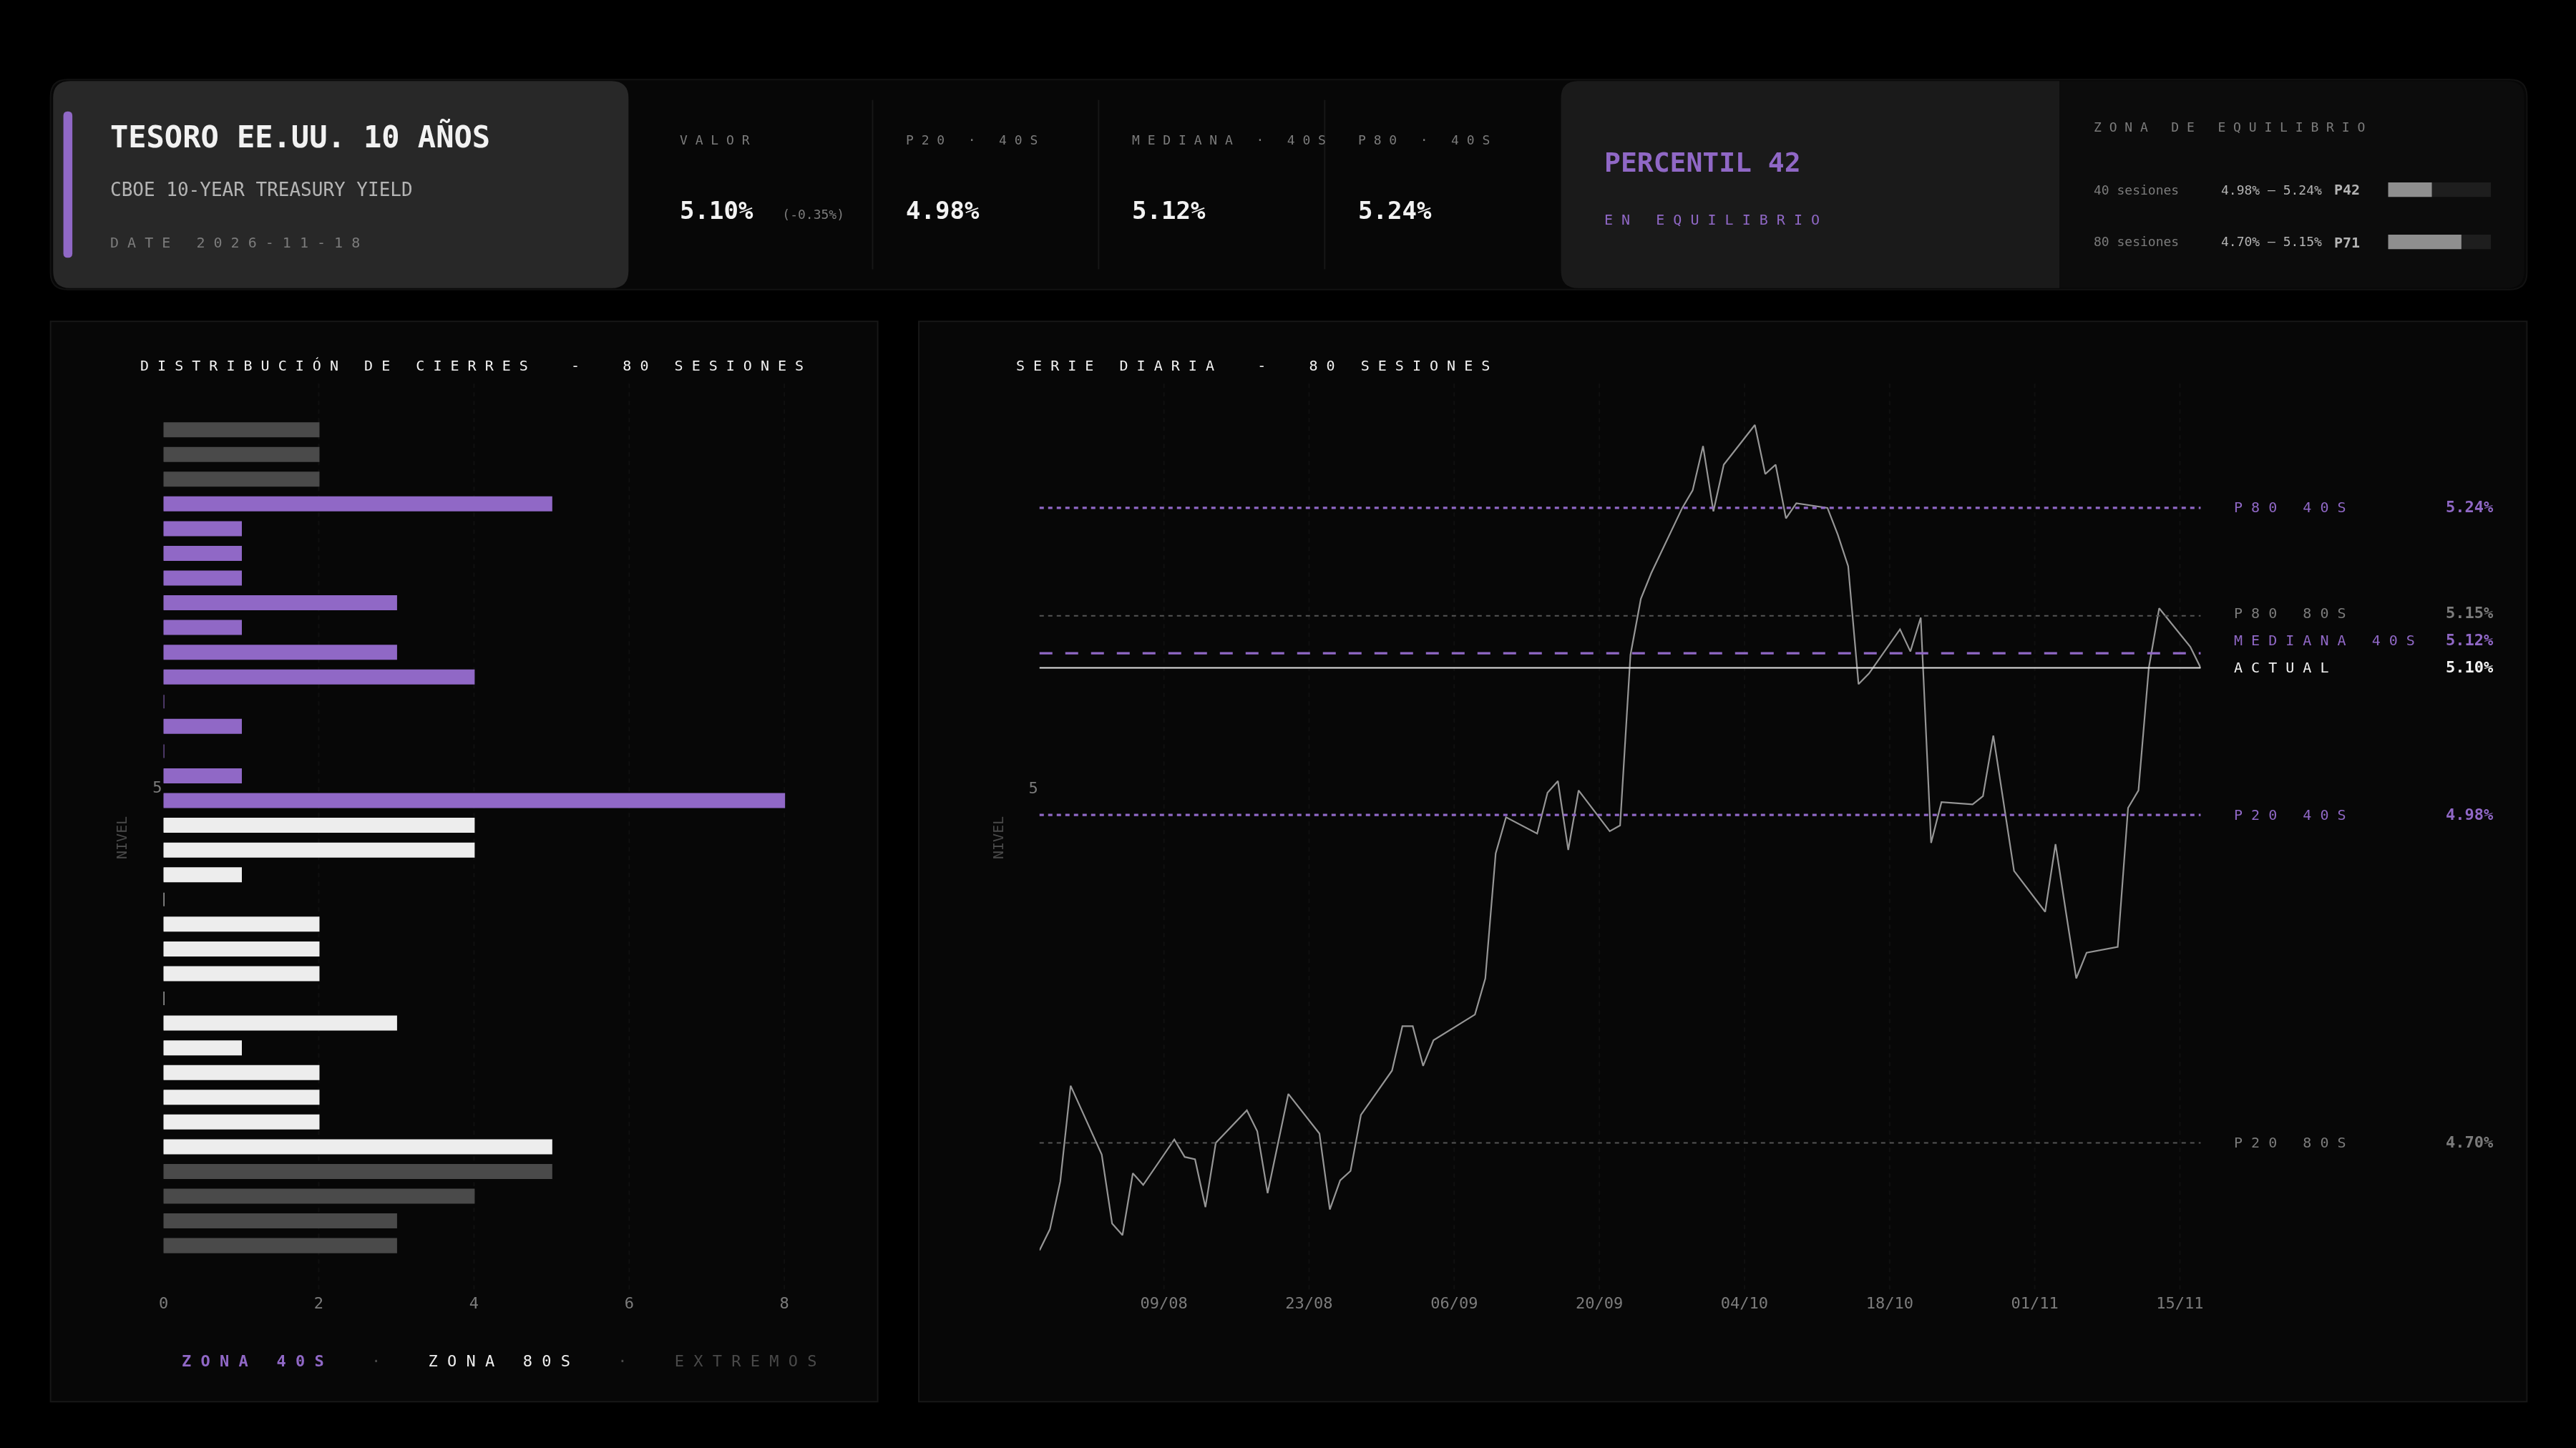 TESORO EE.UU. 10 AÑOS
CBOE 10-YEAR TREASURY YIELD
DATE 2026-11-18
VALOR
5.10% (-0.35%)
P20 · 40S
4.98%
MEDIANA · 40S
5.12%
P80 · 40S
5.24%
PERCENTIL 42
EN EQUILIBRIO
ZONA DE EQUILIBRIO
40 sesiones 4.98% — 5.24% P42
80 sesiones 4.70% — 5.15% P71
DISTRIBUCIÓN DE CIERRES - 80 SESIONES
5
NIVEL
0 2 4 6 8
ZONA 40S · ZONA 80S · EXTREMOS
SERIE DIARIA - 80 SESIONES
P80 40S 5.24%
P80 80S 5.15%
MEDIANA 40S 5.12%
ACTUAL 5.10%
5
P20 40S 4.98%
NIVEL
P20 80S 4.70%
09/08 23/08 06/09 20/09 04/10 18/10 01/11 15/11